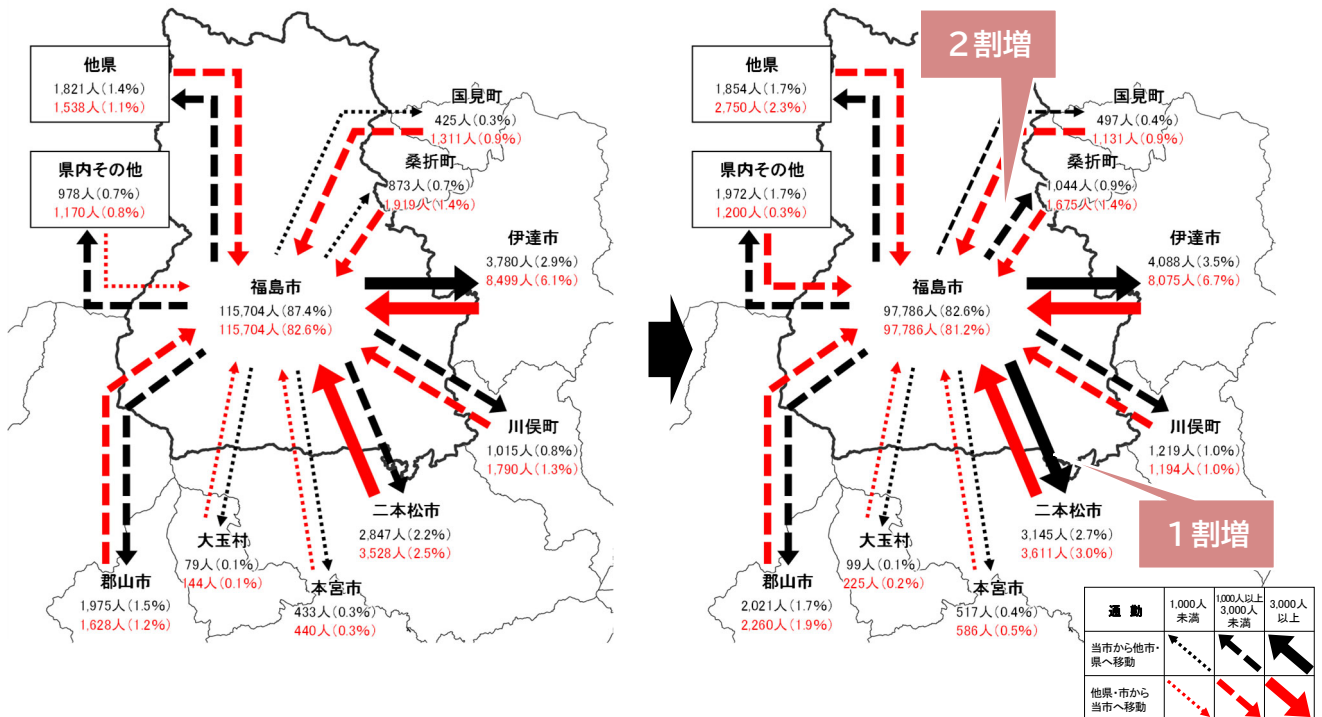 他県
1,821人(1.4%)
1,538人(1.1%)
県内その他
978人(0.7%)
1,170人(0.8%)
国見町
425人(0.3%)
1,311人(0.9%)
桑折町
873人(0.7%)
1,919人(1.4%)
伊達市
3,780人(2.9%)
8,499人(6.1%)
福島市
115,704人(87.4%)
115,704人(82.6%)
川俣町
1,015人(0.8%)
1,790人(1.3%)
二本松市
2,847人(2.2%)
3,528人(2.5%)
大玉村
79人(0.1%)
144人(0.1%)
本宮市
433人(0.3%)
440人(0.3%)
郡山市
1,975人(1.5%)
1,628人(1.2%)
2割増
他県
1,854人(1.7%)
2,750人(2.3%)
県内その他
1,972人(1.7%)
1,200人(0.3%)
国見町
497人(0.4%)
1,131人(0.9%)
桑折町
1,044人(0.9%)
1,675人(1.4%)
伊達市
4,088人(3.5%)
8,075人(6.7%)
福島市
97,786人(82.6%)
97,786人(81.2%)
川俣町
1,219人(1.0%)
1,194人(1.0%)
二本松市
3,145人(2.7%)
3,611人(3.0%)
1割増
大玉村
99人(0.1%)
225人(0.2%)
本宮市
517人(0.4%)
586人(0.5%)
郡山市
2,021人(1.7%)
2,260人(1.9%)
通 勤
1,000人
未満
1,000人以上
3,000人
未満
3,000人
以上
当市から他市・
県へ移動
他県・市から
当市へ移動